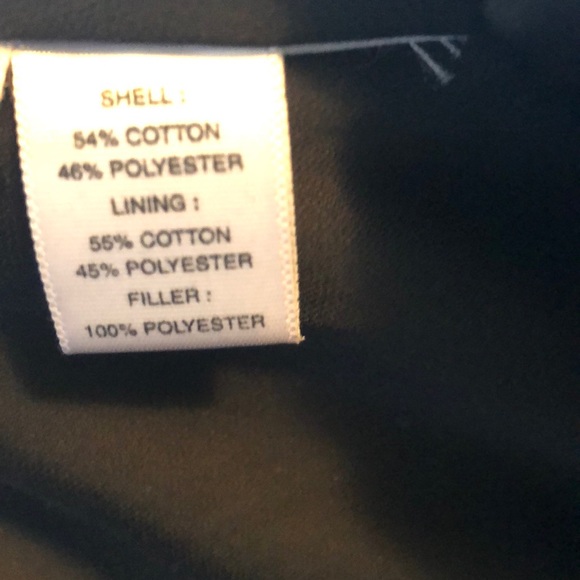 SHELL :
54% COTTON
46% POLYESTER
LINING :
55% COTTON
45% POLYESTER
FILLER :
100% POLYESTER